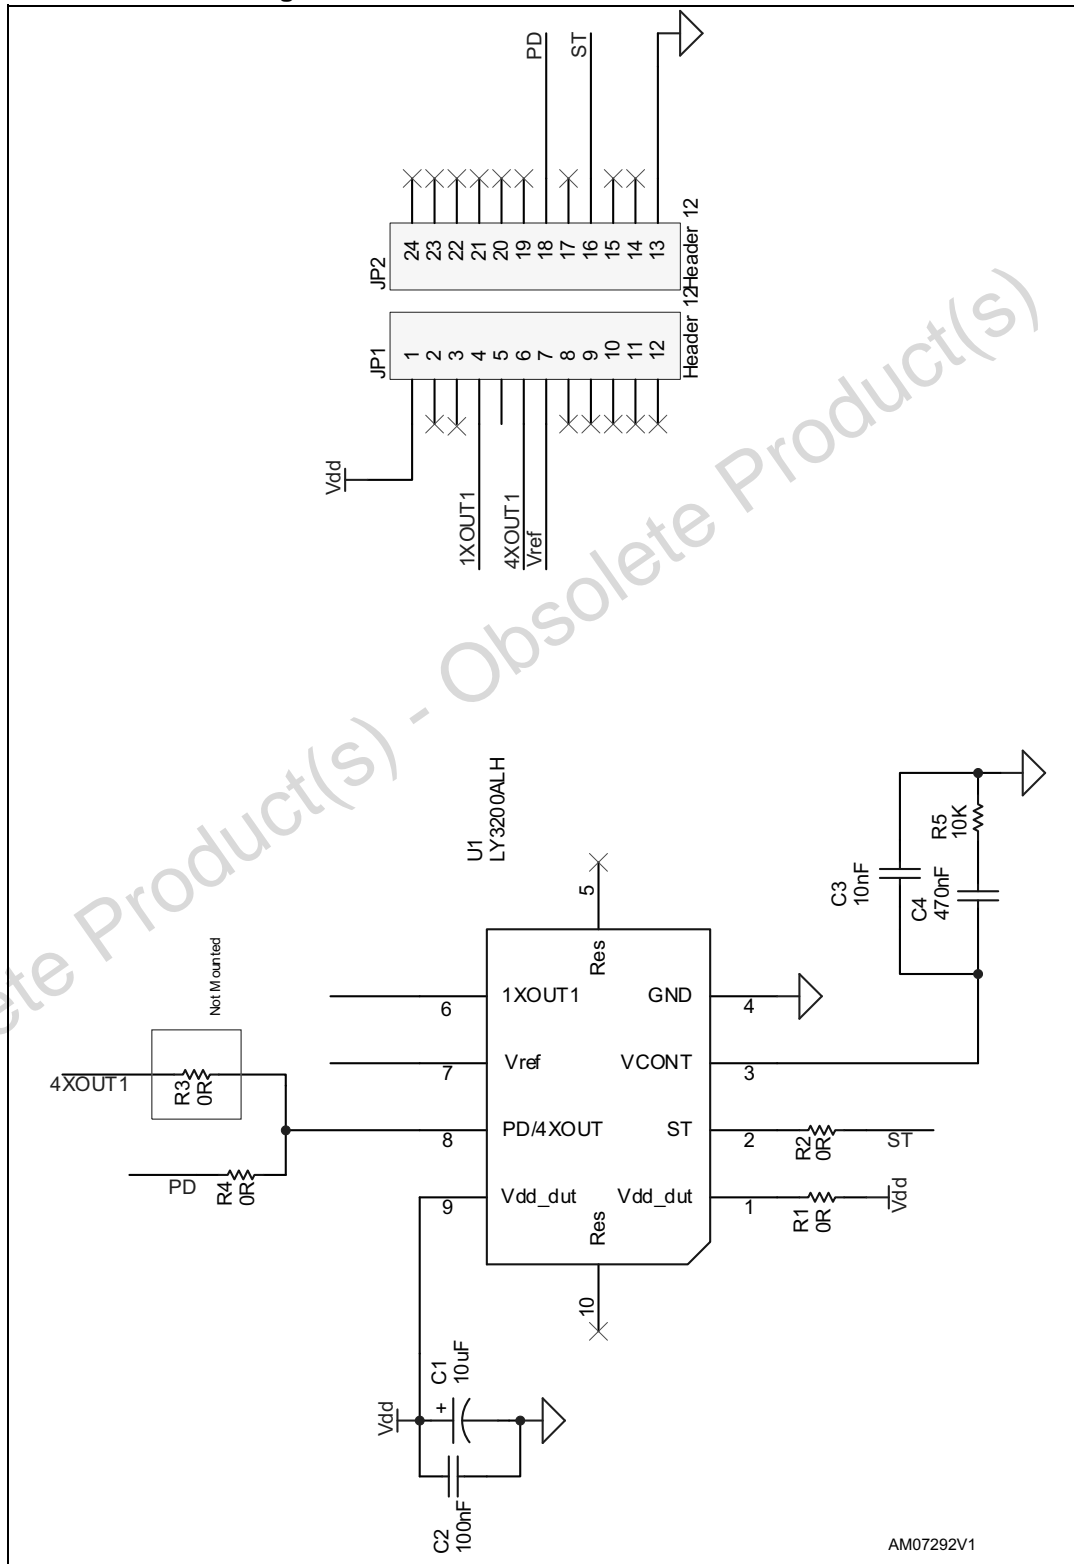 PD
ST
JP2
24
23
22
21
20
19
18
17
16
15
14
13
Header 12
JP1
1
2
3
4
5
6
7
8
9
10
11
12
Header 12
Vdd
1XOUT1
4XOUT1
Vref
Obsolete Product(s) - Obsolete Product(s)
U1
LY3200ALH
C3
10nF
C4
470nF
R5
10K
Not Mounted
4XOUT1
R3
0R
PD
R4
0R
5
Res
6
1XOUT1
GND
4
7
Vref
VCONT
3
8
PD/4XOUT
ST
2
R2
0R
ST
9
Vdd_dut
Vdd_dut
1
R1
0R
Vdd
Res
10
Vdd
+
C1
10uF
C2
100nF
AM07292V1